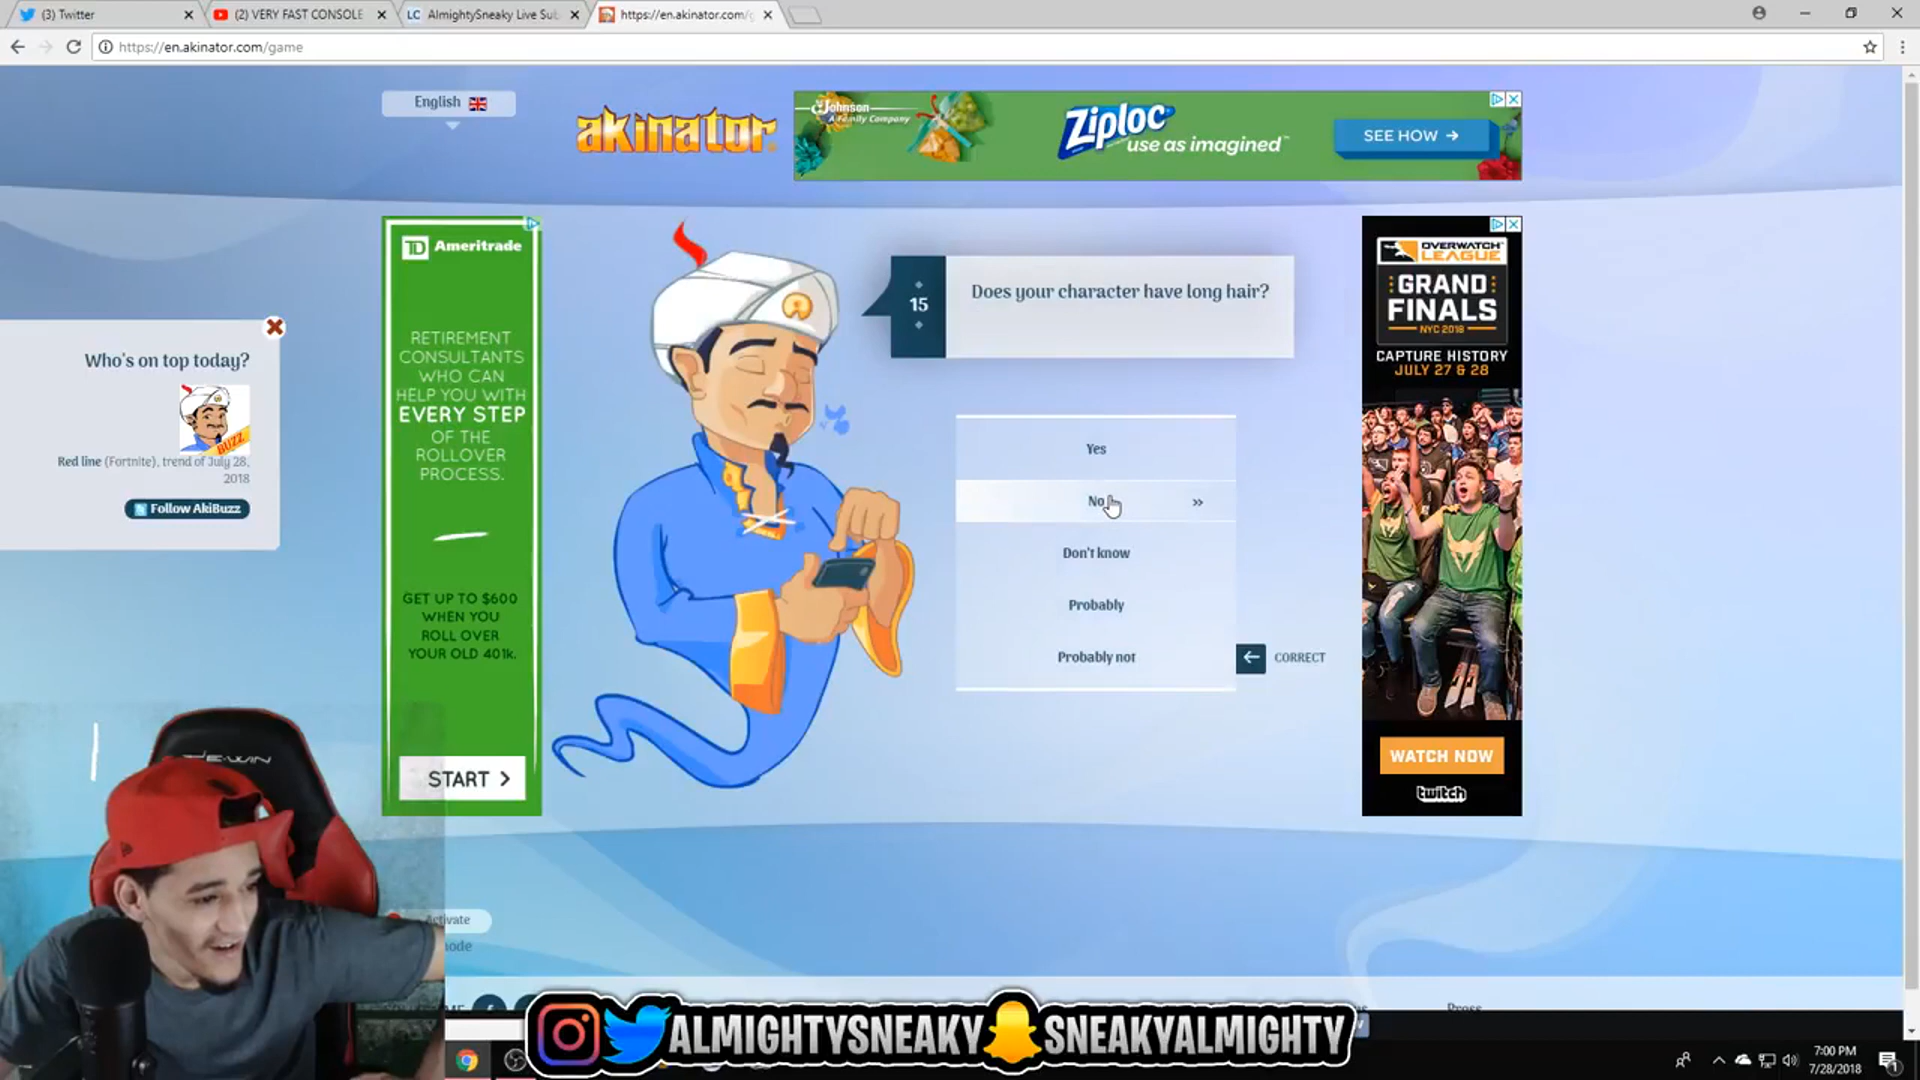 (3) Twitter
(2) VERY FAST CONSOLE
LC AlmightySneaky Live Sub
https://en.akinator.com/g
https://en.akinator.com/game
English
akinator
Johnson
A Family Company
Ziploc
use as imagined™
SEE HOW →
TD Ameritrade
RETIREMENT
CONSULTANTS
WHO CAN
HELP YOU WITH
EVERY STEP
OF THE
ROLLOVER
PROCESS.
GET UP TO $600
WHEN YOU
ROLL OVER
YOUR OLD 401k.
START >
15
Does your character have long hair?
Yes
No »
Don't know
Probably
Probably not
← CORRECT
OVERWATCH
LEAGUE
GRAND
FINALS
NYC 2018
CAPTURE HISTORY
JULY 27 & 28
WATCH NOW
twitch
Who's on top today?
BUZZ
Red line (Fortnite), trend of July 28,
2018
Follow AkiBuzz
Activate
Press
ALMIGHTYSNEAKY SNEAKYALMIGHTY
7:00 PM
7/28/2018
1